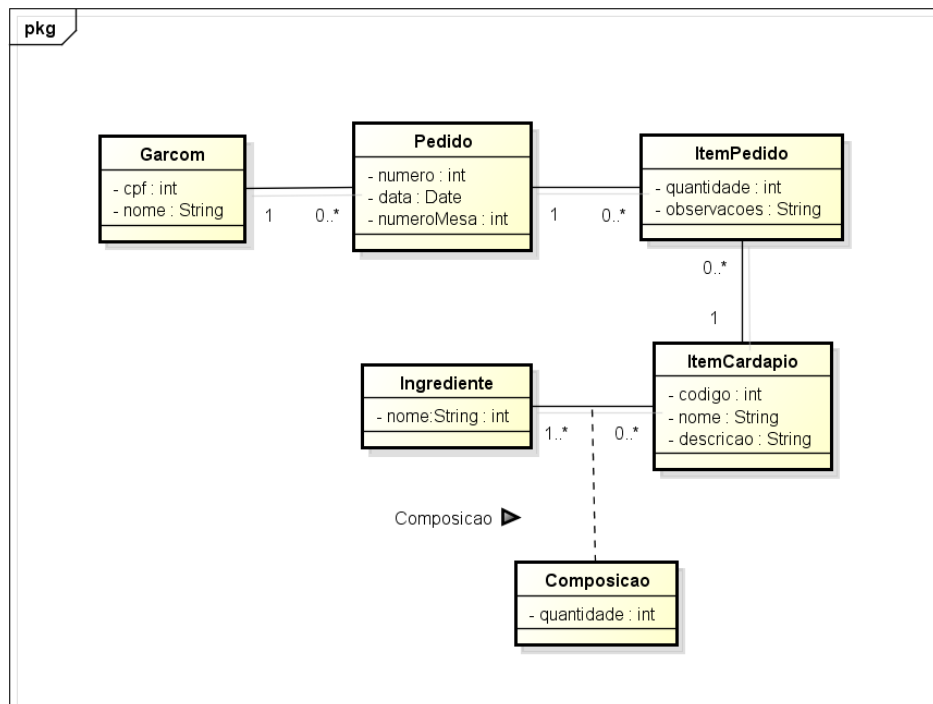 pkg
Garcom
- cpf : int
- nome : String
Pedido
- numero : int
- data : Date
- numeroMesa : int
ItemPedido
- quantidade : int
- observacoes : String
1
0..*
1
0..*
0..*
1
Ingrediente
- nome:String : int
ItemCardapio
- codigo : int
- nome : String
- descricao : String
1..*
0..*
Composicao
Composicao
- quantidade : int